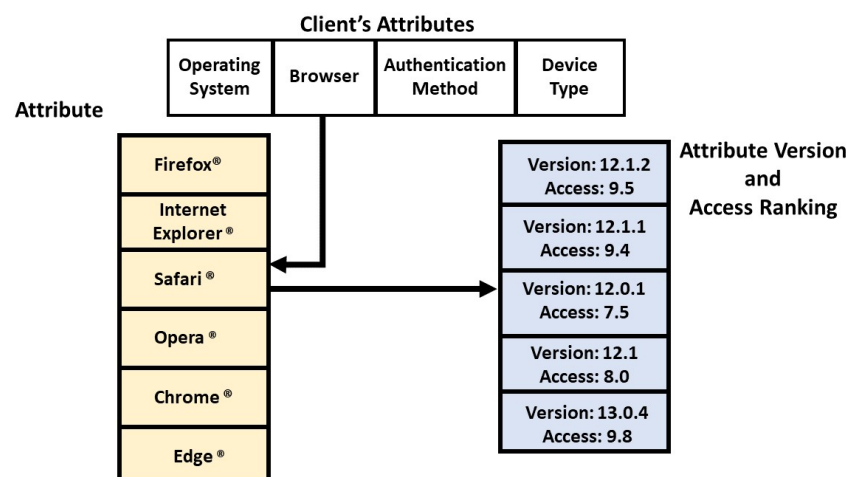 Client’s Attributes
Operating
System
Browser
Authentication
Method
Device
Type
Attribute
Firefox®
Internet
Explorer ®
Safari ®
Opera ®
Chrome ®
Edge ®
Version: 12.1.2
Access: 9.5
Version: 12.1.1
Access: 9.4
Version: 12.0.1
Access: 7.5
Version: 12.1
Access: 8.0
Version: 13.0.4
Access: 9.8
Attribute Version
and
Access Ranking